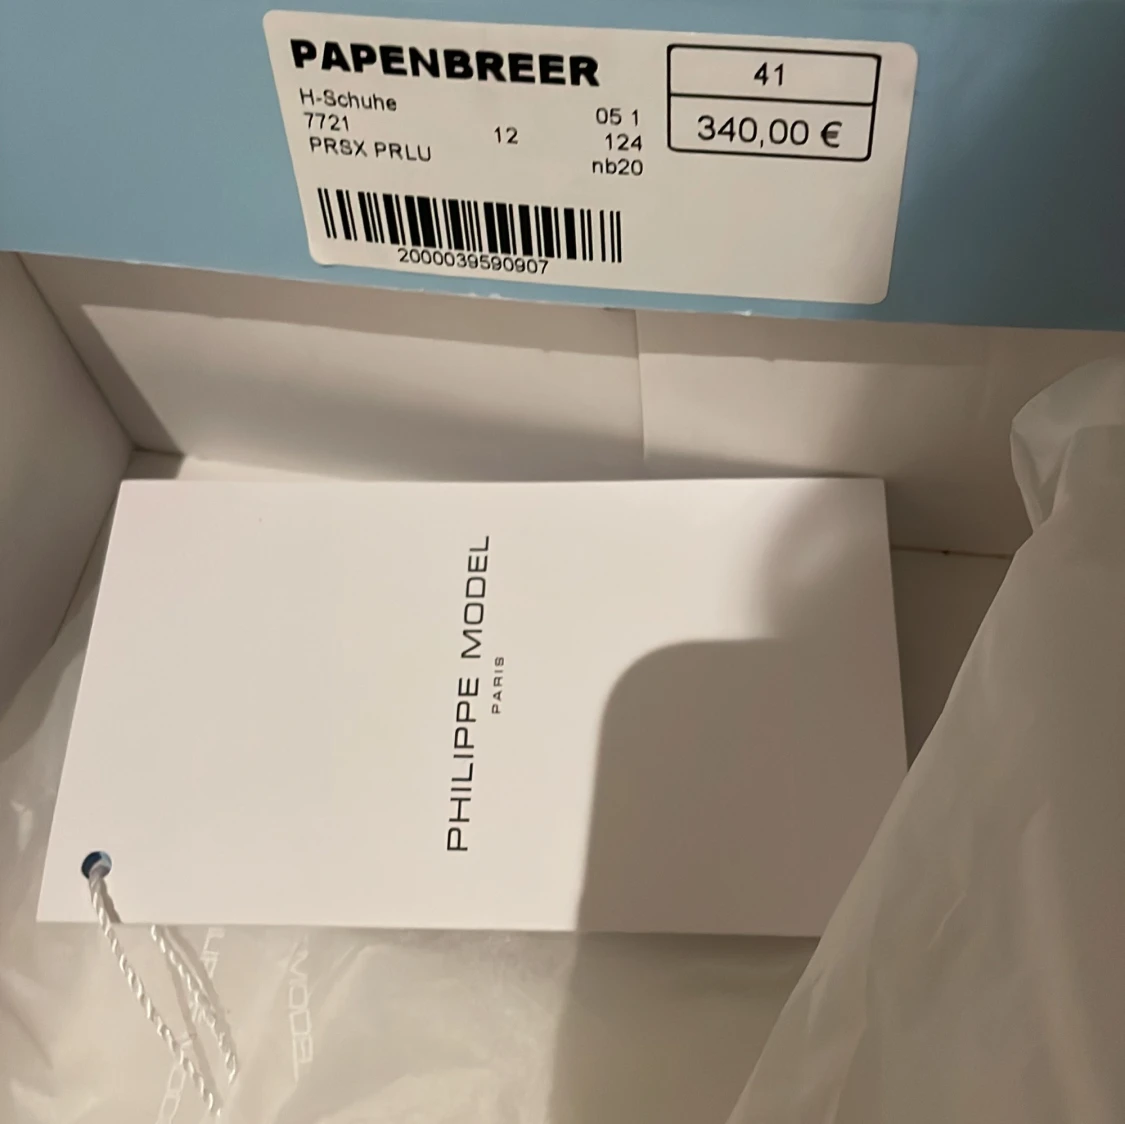 PAPENBREER
H-Schuhe
7721
PRSX PRLU
12
05 1
124
nb20
41
340,00 €
2000039590907
PHILIPPE MODEL
PARIS